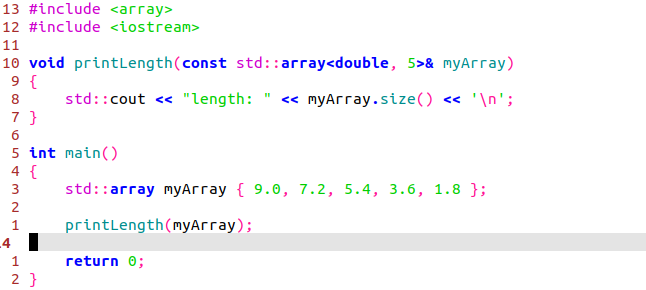 13 #include <array>
12 #include <iostream>
11
10 void printLength(const std::array<double, 5>& myArray)
9 {
8     std::cout << "length: " << myArray.size() << '\n';
7 }
6
5 int main()
4 {
3     std::array myArray { 9.0, 7.2, 5.4, 3.6, 1.8 };
2
1     printLength(myArray);
14
1     return 0;
2 }